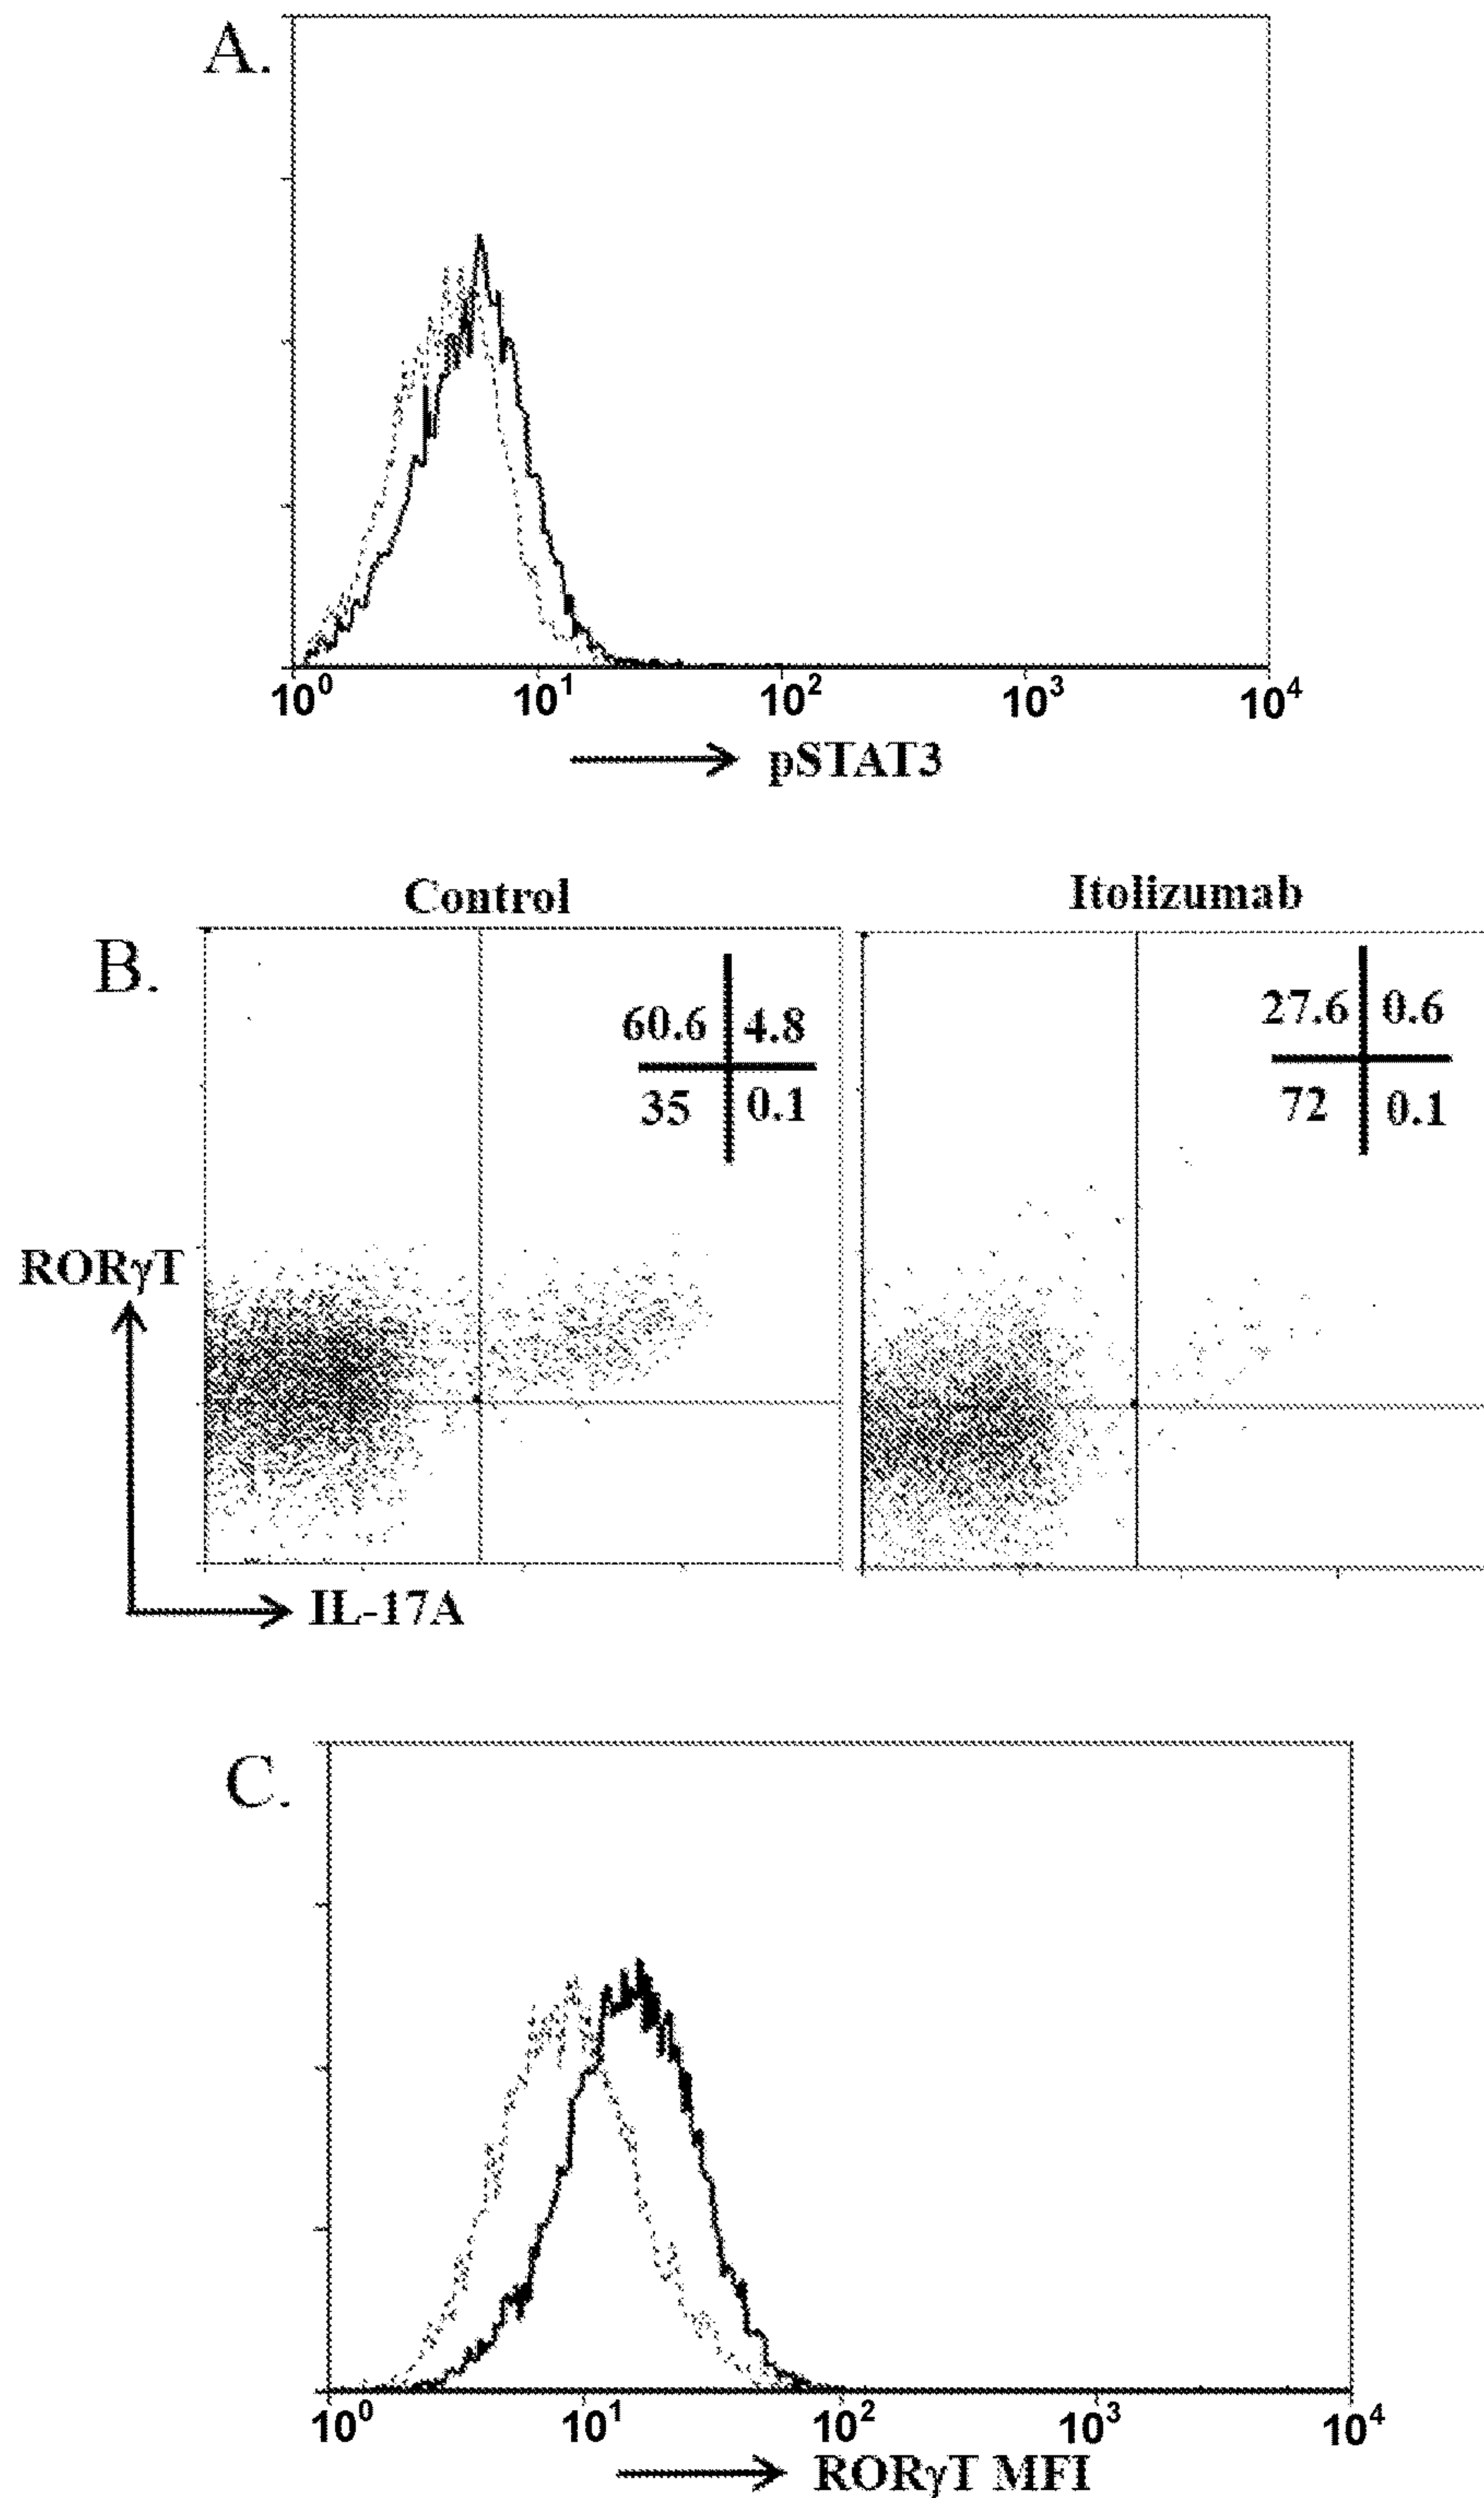 A.
10⁰ 10¹ 10² 10³ 10⁴
pSTAT3
Control Itolizumab
B.
60.6 4.8
35 0.1
27.6 0.6
72 0.1
RORγT
IL-17A
C.
10⁰ 10¹ 10² 10³ 10⁴
RORγT MFI